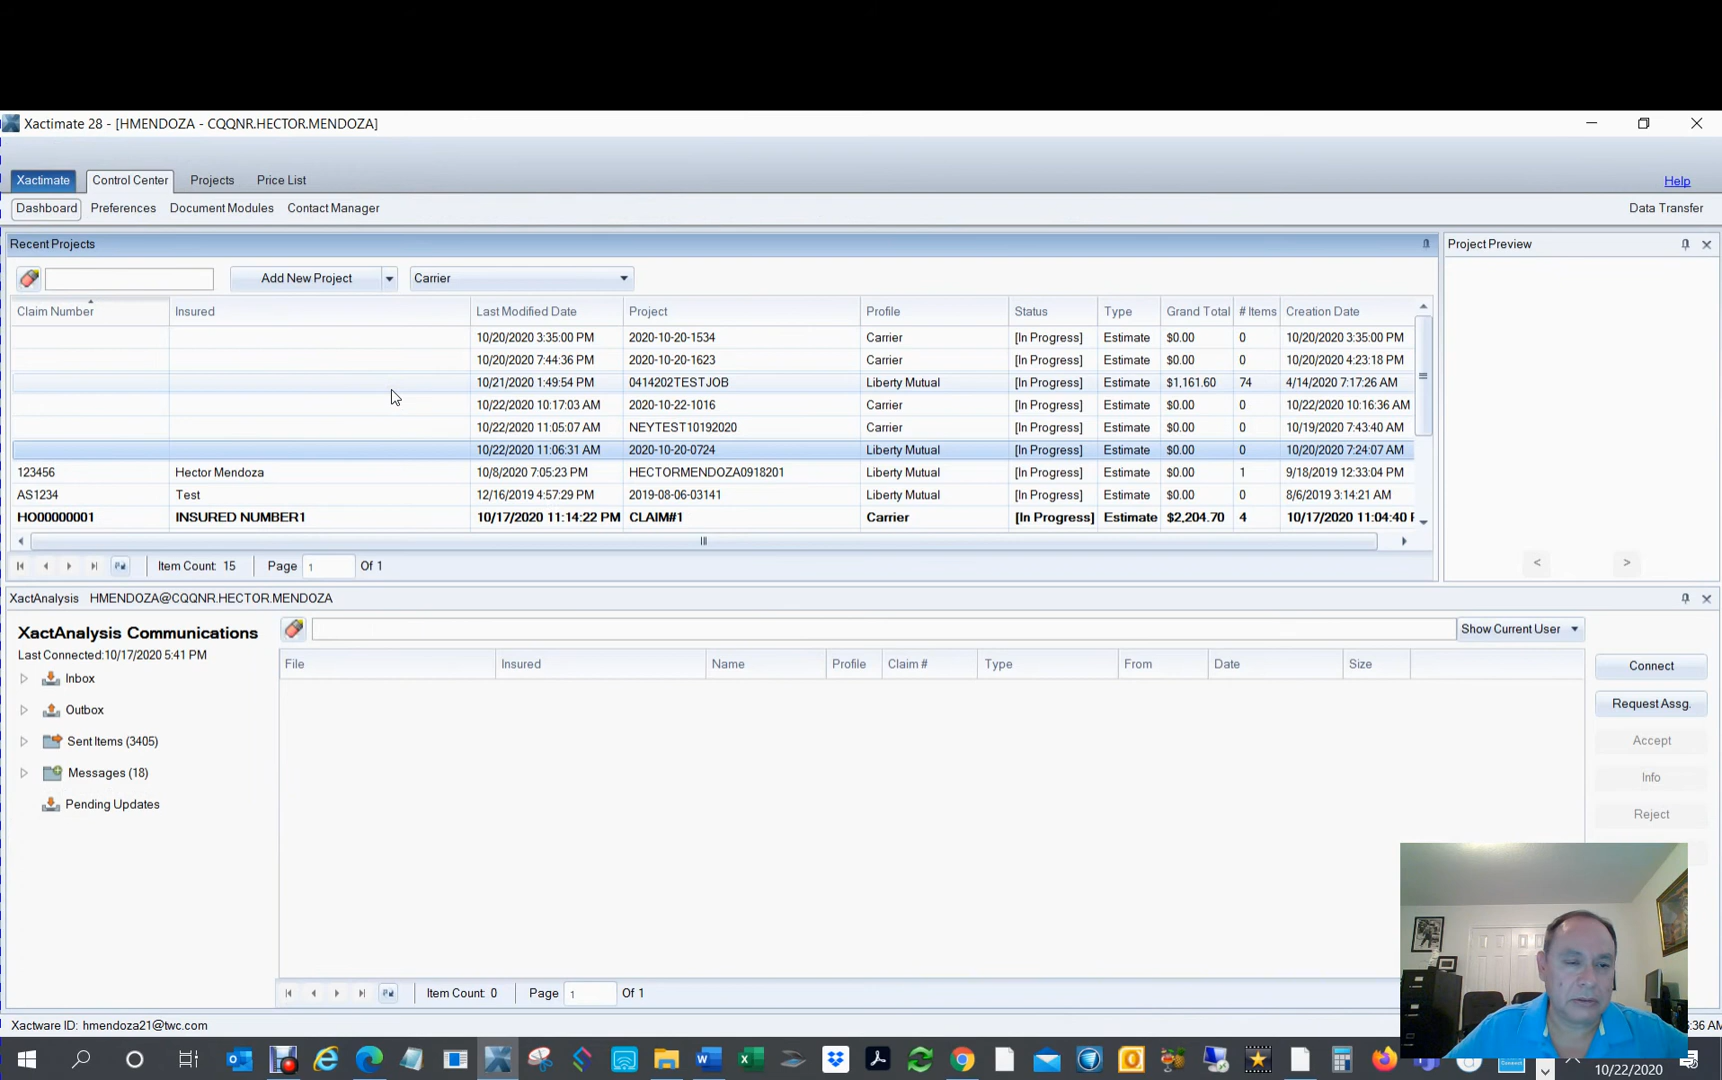 Xactimate 28 - [HMENDOZA - CQQNR.HECTOR.MENDOZA]
Xactimate Control Center Projects Price List Help
Dashboard Preferences Document Modules Contact Manager Data Transfer
Recent Projects Project Preview
Add New Project Carrier
Claim Number Insured Last Modified Date Project Profile Status Type Grand Total # Items Creation Date
10/20/2020 3:35:00 PM 2020-10-20-1534 Carrier [In Progress] Estimate $0.00 0 10/20/2020 3:35:00 PM
10/20/2020 7:44:36 PM 2020-10-20-1623 Carrier [In Progress] Estimate $0.00 0 10/20/2020 4:23:18 PM
10/21/2020 1:49:54 PM 0414202TESTJOB Liberty Mutual [In Progress] Estimate $1,161.60 74 4/14/2020 7:17:26 AM
10/22/2020 10:17:03 AM 2020-10-22-1016 Carrier [In Progress] Estimate $0.00 0 10/22/2020 10:16:36 AM
10/22/2020 11:05:07 AM NEYTEST10192020 Carrier [In Progress] Estimate $0.00 0 10/19/2020 7:43:40 AM
10/22/2020 11:06:31 AM 2020-10-20-0724 Liberty Mutual [In Progress] Estimate $0.00 0 10/20/2020 7:24:07 AM
123456 Hector Mendoza 10/8/2020 7:05:23 PM HECTORMENDOZA0918201 Liberty Mutual [In Progress] Estimate $0.00 1 9/18/2019 12:33:04 PM
AS1234 Test 12/16/2019 4:57:29 PM 2019-08-06-03141 Liberty Mutual [In Progress] Estimate $0.00 0 8/6/2019 3:14:21 AM
HO00000001 INSURED NUMBER1 10/17/2020 11:14:22 PM CLAIM#1 Carrier [In Progress] Estimate $2,204.70 4 10/17/2020 11:04:40
Item Count: 15 Page 1 Of 1 < >
XactAnalysis HMENDOZA@CQQNR.HECTOR.MENDOZA
XactAnalysis Communications Show Current User
Last Connected:10/17/2020 5:41 PM
File Insured Name Profile Claim # Type From Date Size Connect
Inbox
Outbox Request Assg.
Sent Items (3405) Accept
Messages (18) Info
Pending Updates Reject
Item Count: 0 Page 1 Of 1
Xactware ID: hmendoza21@twc.com :36 AM
10/22/2020